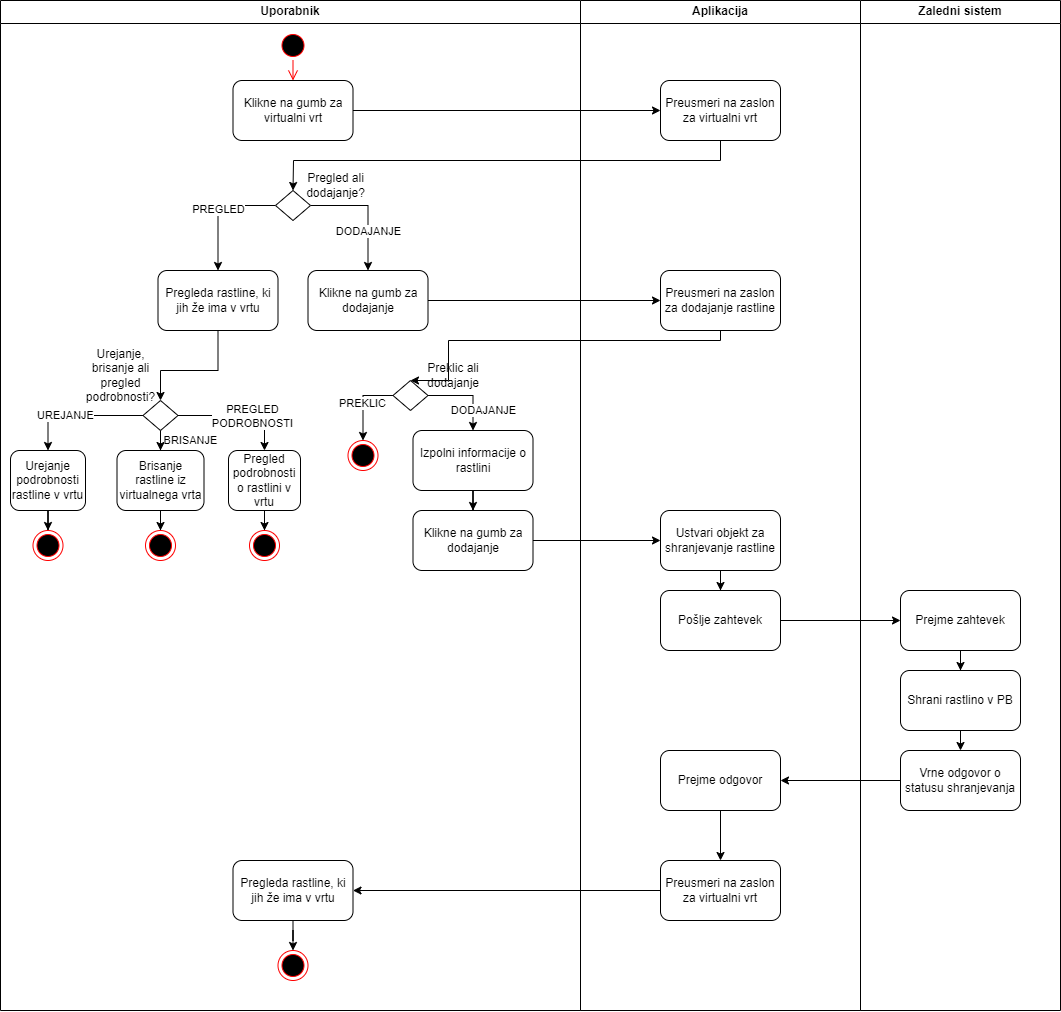 Uporabnik
Aplikacija
Zaledni sistem
Klikne na gumb za
virtualni vrt
Preusmeri na zaslon
za virtualni vrt
Pregled ali
dodajanje?
PREGLED
DODAJANJE
Pregleda rastline, ki
jih že ima v vrtu
Klikne na gumb za
dodajanje
Preusmeri na zaslon
za dodajanje rastline
Urejanje,
brisanje ali
pregled
podrobnosti?
Preklic ali
dodajanje
UREJANJE
BRISANJE
PREGLED
PODROBNOSTI
PREKLIC
DODAJANJE
Urejanje
podrobnosti
rastline v vrtu
Brisanje
rastline iz
virtualnega vrta
Pregled
podrobnosti
o rastlini v
vrtu
Izpolni informacije o
rastlini
Klikne na gumb za
dodajanje
Ustvari objekt za
shranjevanje rastline
Pošlje zahtevek
Prejme zahtevek
Shrani rastlino v PB
Vrne odgovor o
statusu shranjevanja
Prejme odgovor
Preusmeri na zaslon
za virtualni vrt
Pregleda rastline, ki
jih že ima v vrtu